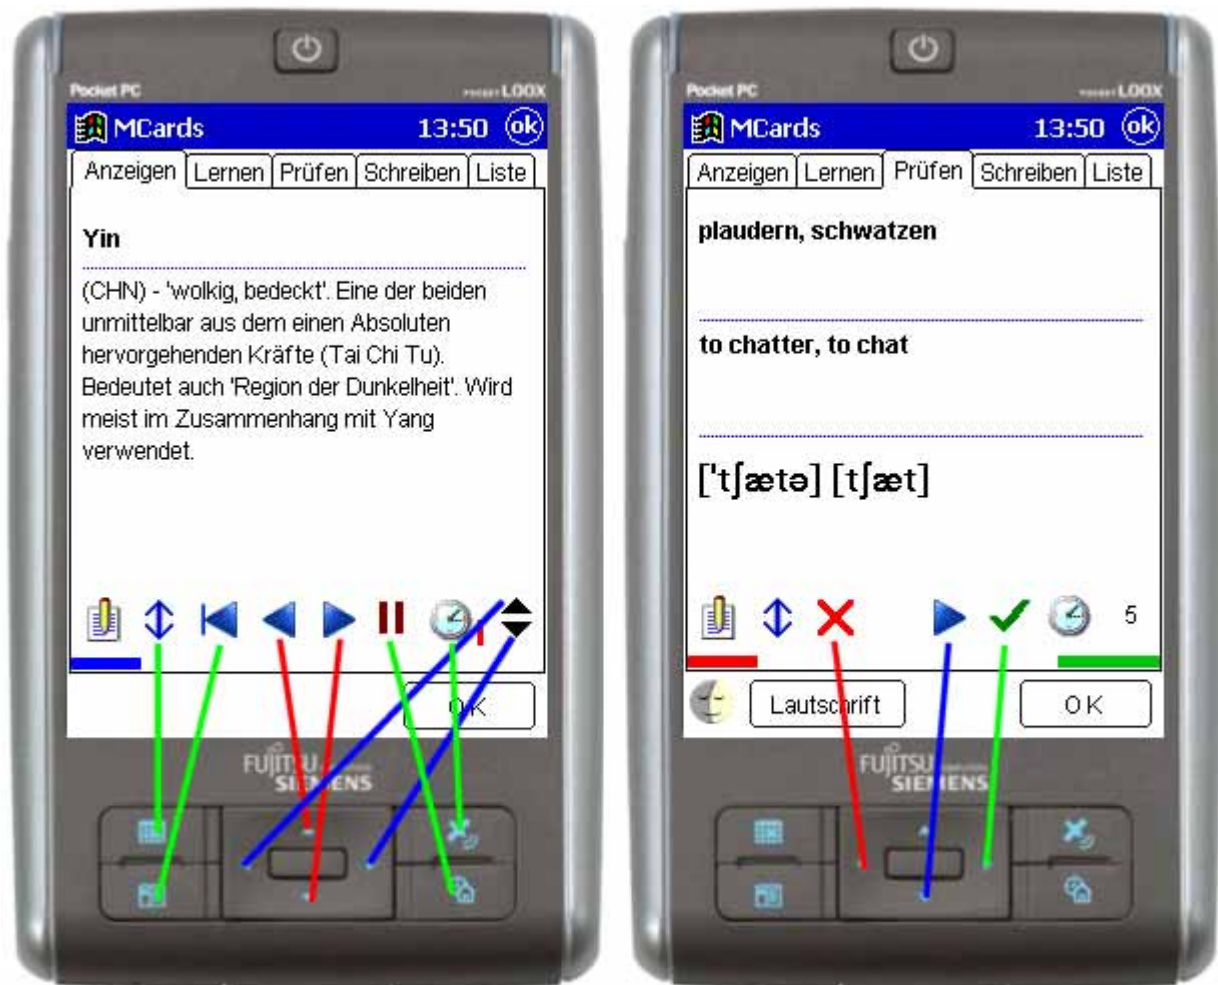 Pocket PC
POCKET LOOX
MCards
13:50
ok
Anzeigen
Lernen
Prüfen
Schreiben
Liste
Yin
(CHN) - 'wolkig, bedeckt'. Eine der beiden
unmittelbar aus dem einen Absoluten
hervorgehenden Kräfte (Tai Chi Tu).
Bedeutet auch 'Region der Dunkelheit'. Wird
meist im Zusammenhang mit Yang
verwendet.
OK
FUJITSU
SIEMENS
Pocket PC
POCKET LOOX
MCards
13:50
ok
Anzeigen
Lernen
Prüfen
Schreiben
Liste
plaudern, schwatzen
to chatter, to chat
['tʃætə] [tʃæt]
5
Lautschrift
OK
FUJITSU
SIEMENS